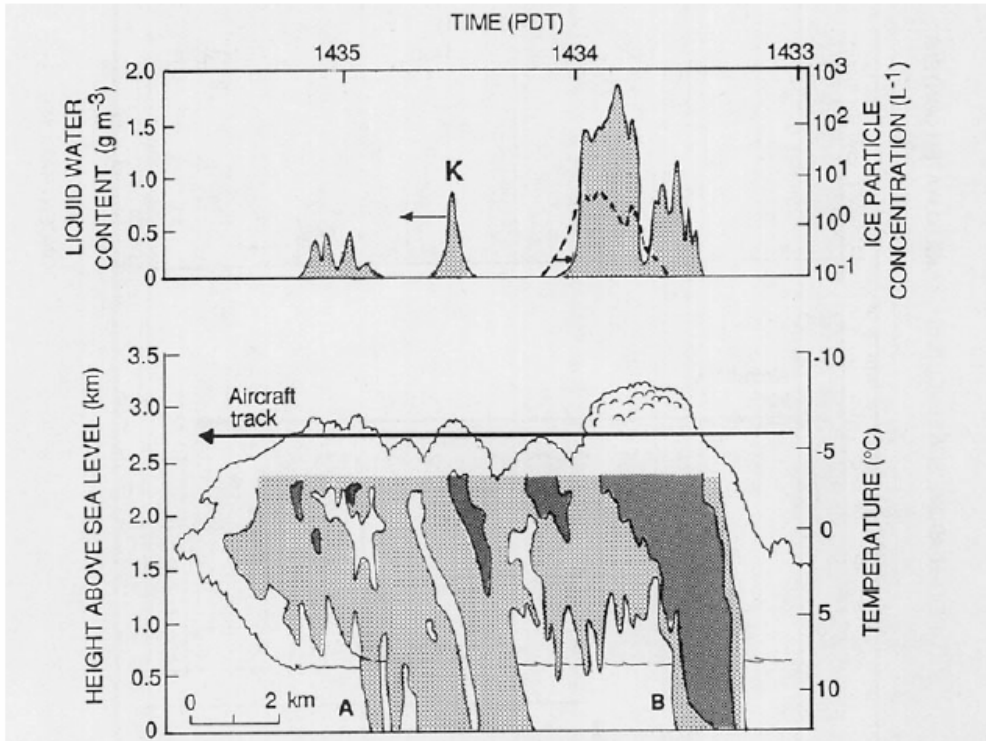 TIME (PDT)
1435 1434 1433
LIQUID WATER
CONTENT (g m-3)
2.0
1.5
1.0
0.5
0
K
10³
10²
10¹
10⁰
10⁻¹
ICE PARTICLE
CONCENTRATION (L⁻¹)
HEIGHT ABOVE SEA LEVEL (km)
3.5
3.0
2.5
2.0
1.5
1.0
0.5
0
Aircraft
track
A
B
0 2 km
-10
-5
0
5
10
TEMPERATURE (°C)